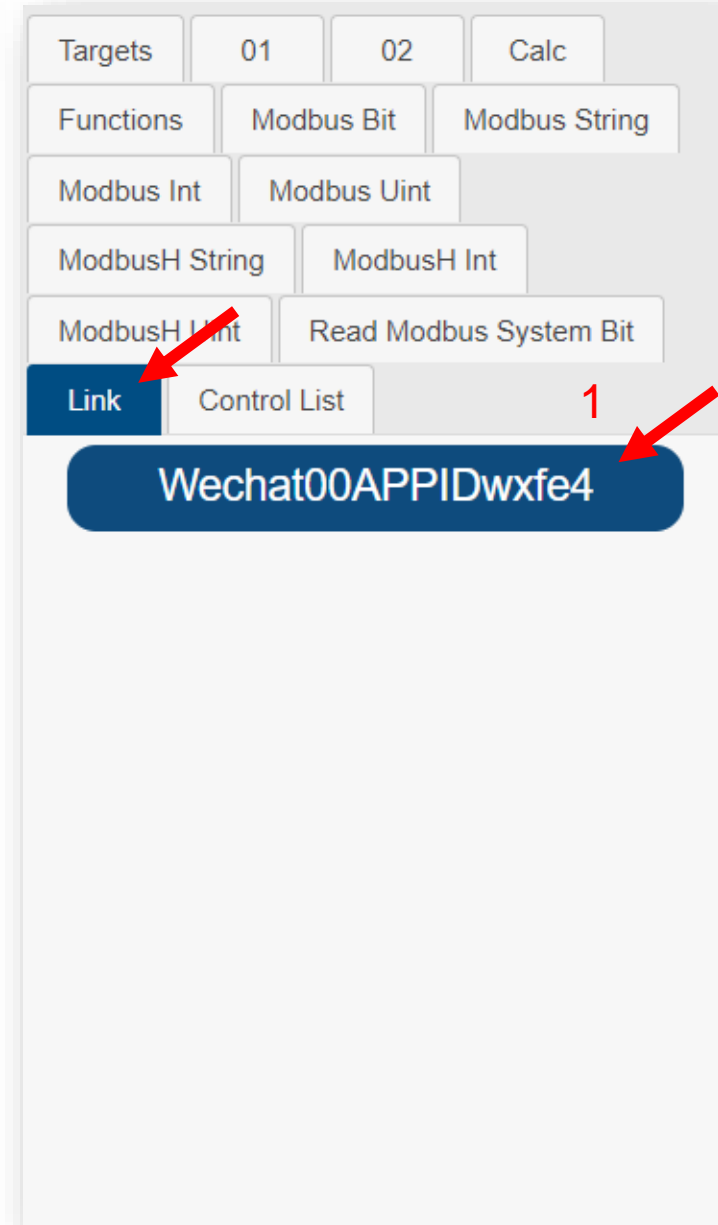 Targets 01 02 Calc
Functions Modbus Bit Modbus String
Modbus Int Modbus Uint
ModbusH String ModbusH Int
ModbusH Uint Read Modbus System Bit
Link Control List 1
Wechat00APPIDwxfe4